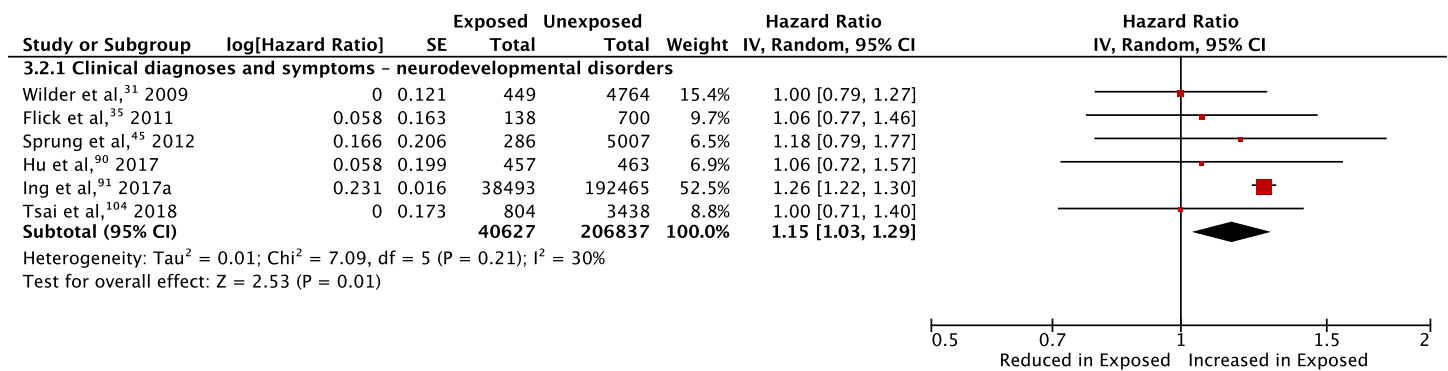 Exposed Unexposed Hazard Ratio Hazard Ratio
Study or Subgroup log[Hazard Ratio] SE Total Total Weight IV, Random, 95% CI IV, Random, 95% CI
3.2.1 Clinical diagnoses and symptoms – neurodevelopmental disorders
Wilder et al,³¹ 2009 0 0.121 449 4764 15.4% 1.00 [0.79, 1.27]
Flick et al,³⁵ 2011 0.058 0.163 138 700 9.7% 1.06 [0.77, 1.46]
Sprung et al,⁴⁵ 2012 0.166 0.206 286 5007 6.5% 1.18 [0.79, 1.77]
Hu et al,⁹⁰ 2017 0.058 0.199 457 463 6.9% 1.06 [0.72, 1.57]
Ing et al,⁹¹ 2017a 0.231 0.016 38493 192465 52.5% 1.26 [1.22, 1.30]
Tsai et al,¹⁰⁴ 2018 0 0.173 804 3438 8.8% 1.00 [0.71, 1.40]
Subtotal (95% CI) 40627 206837 100.0% 1.15 [1.03, 1.29]
Heterogeneity: Tau² = 0.01; Chi² = 7.09, df = 5 (P = 0.21); I² = 30%
Test for overall effect: Z = 2.53 (P = 0.01)
0.5 0.7 1 1.5 2
Reduced in Exposed Increased in Exposed